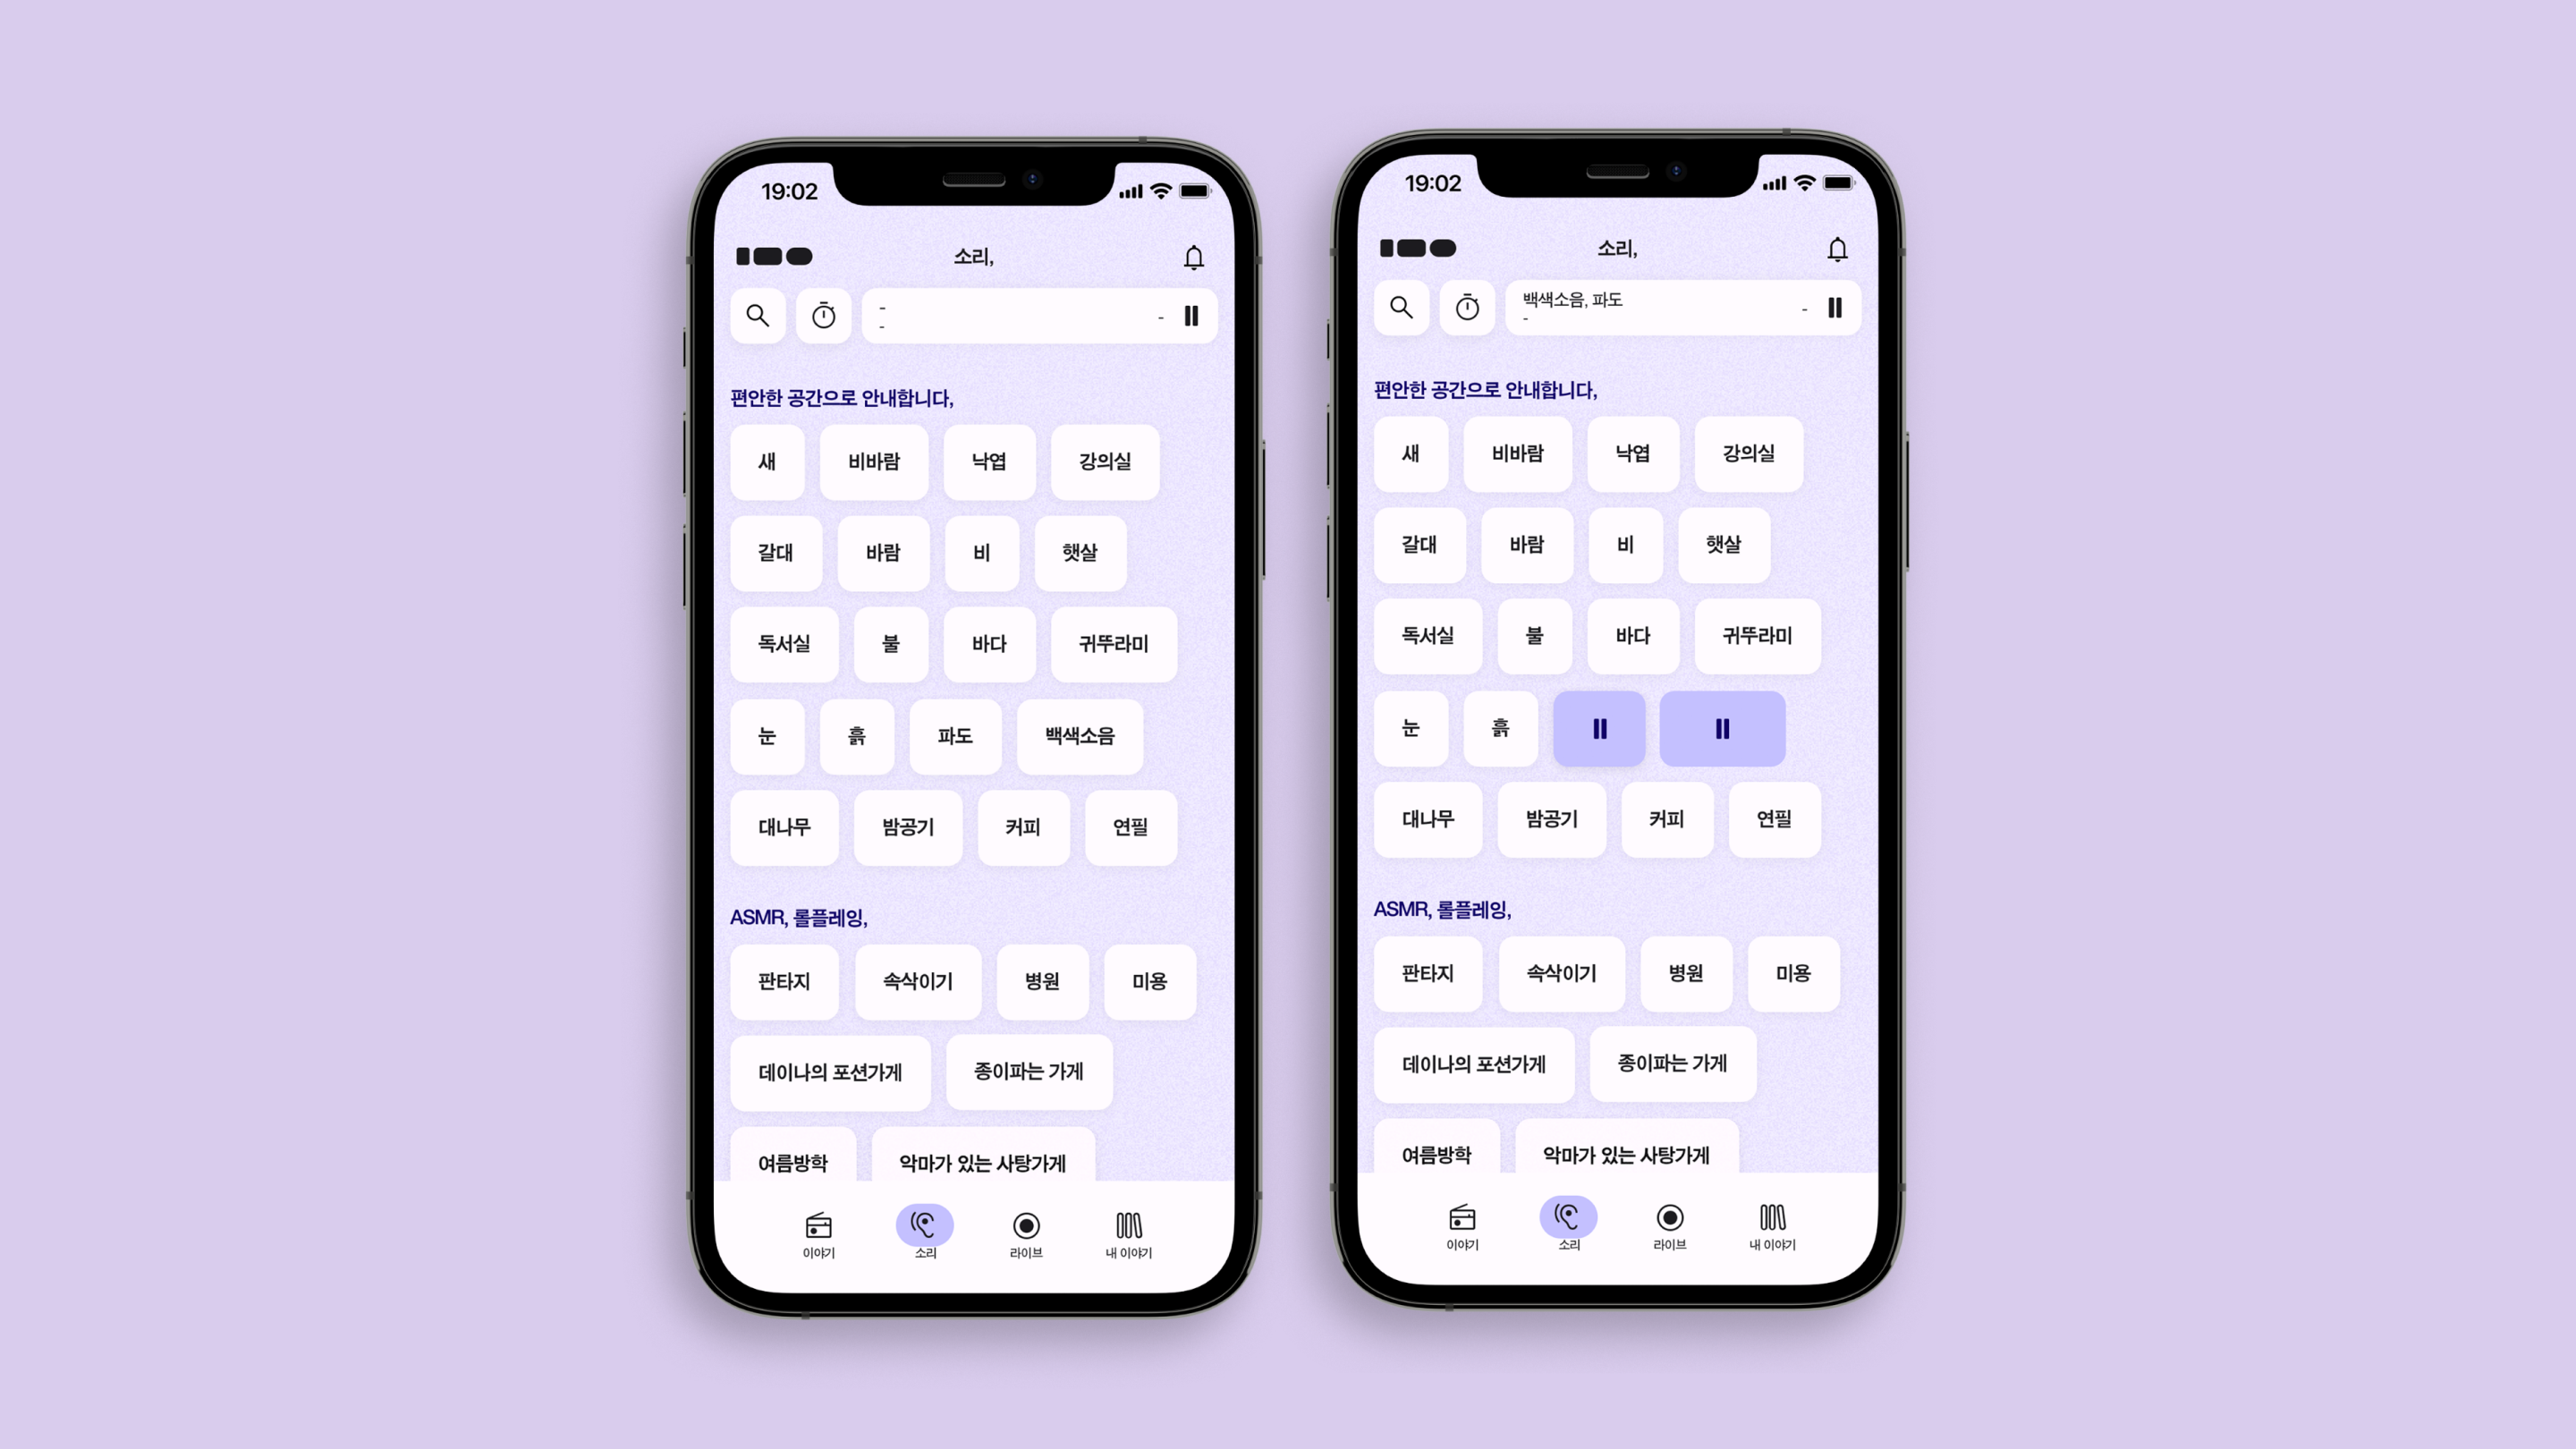 19:02
소리,
-
-
-
편안한 공간으로 안내합니다,
새
비바람
낙엽
강의실
갈대
바람
비
햇살
독서실
불
바다
귀뚜라미
눈
흙
파도
백색소음
대나무
밤공기
커피
연필
ASMR, 롤플레잉,
판타지
속삭이기
병원
미용
데이나의 포션가게
종이파는 가게
여름방학
악마가 있는 사탕가게
이야기
소리
라이브
내 이야기
19:02
소리,
백색소음, 파도
-
-
편안한 공간으로 안내합니다,
새
비바람
낙엽
강의실
갈대
바람
비
햇살
독서실
불
바다
귀뚜라미
눈
흙
대나무
밤공기
커피
연필
ASMR, 롤플레잉,
판타지
속삭이기
병원
미용
데이나의 포션가게
종이파는 가게
여름방학
악마가 있는 사탕가게
이야기
소리
라이브
내 이야기